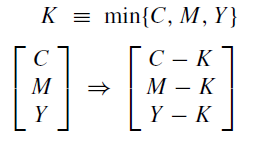 K ≡ min{C, M, Y}
[C] ⇒ [C − K]
[M] ⇒ [M − K]
[Y] ⇒ [Y − K]